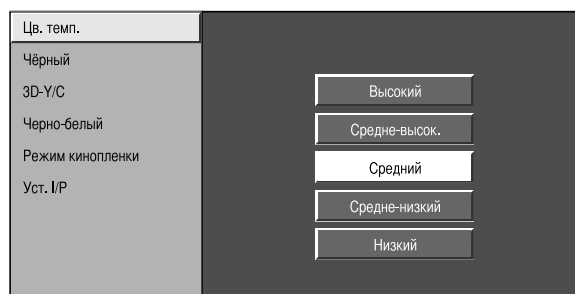 Цв. темп.
Чёрный
3D-Y/C
Черно-белый
Режим кинопленки
Уст. I/P
Высокий
Средне-высок.
Средний
Средне-низкий
Низкий